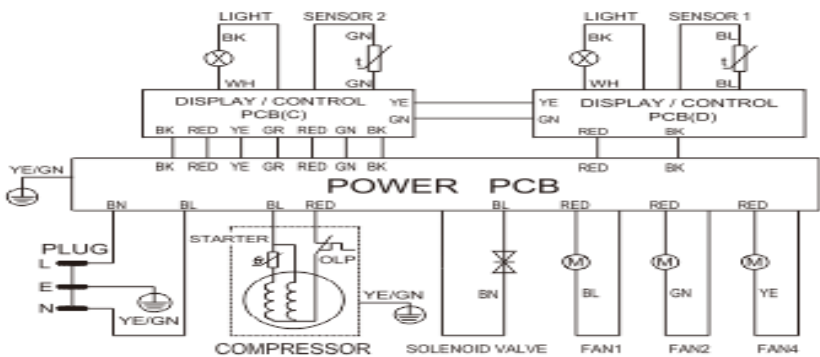 LIGHT SENSOR 2 LIGHT SENSOR 1
BK GN BK BL
t t
WH GN WH BL
DISPLAY / CONTROL YE YE DISPLAY / CONTROL
PCB(C) GN GN PCB(D)
BK RED YE GR RED GN BK RED BK
YE/GN BK RED YE GR RED GN BK RED BK
POWER PCB
BN BL BL RED BL RED RED RED
PLUG STARTER
L OLP M M M
E YE/GN BN BL GN YE
N YE/GN
COMPRESSOR SOLENOID VALVE FAN1 FAN2 FAN4